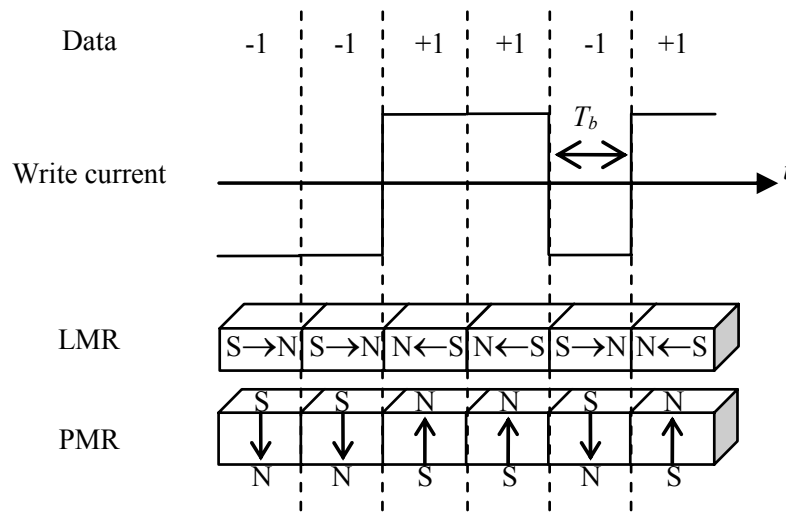 Data -1 -1 +1 +1 -1 +1
T_b
Write current t
LMR S→N S→N N←S N←S S→N N←S
S S N N S N
PMR
N N S S N S